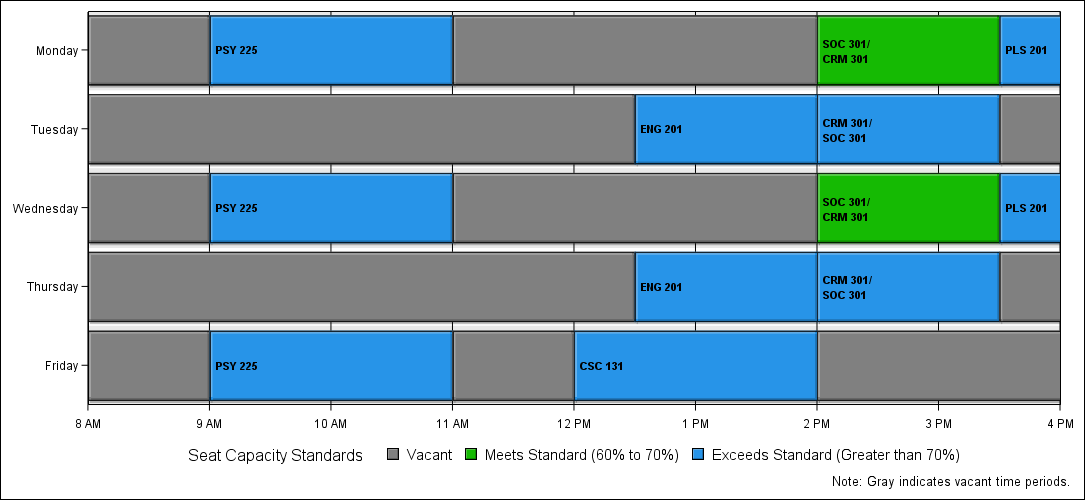 Monday
PSY 225
SOC 301/
CRM 301
PLS 201
Tuesday
ENG 201
CRM 301/
SOC 301
Wednesday
PSY 225
SOC 301/
CRM 301
PLS 201
Thursday
ENG 201
CRM 301/
SOC 301
Friday
PSY 225
CSC 131
8 AM 9 AM 10 AM 11 AM 12 PM 1 PM 2 PM 3 PM 4 PM
Seat Capacity Standards Vacant Meets Standard (60% to 70%) Exceeds Standard (Greater than 70%)
Note: Gray indicates vacant time periods.